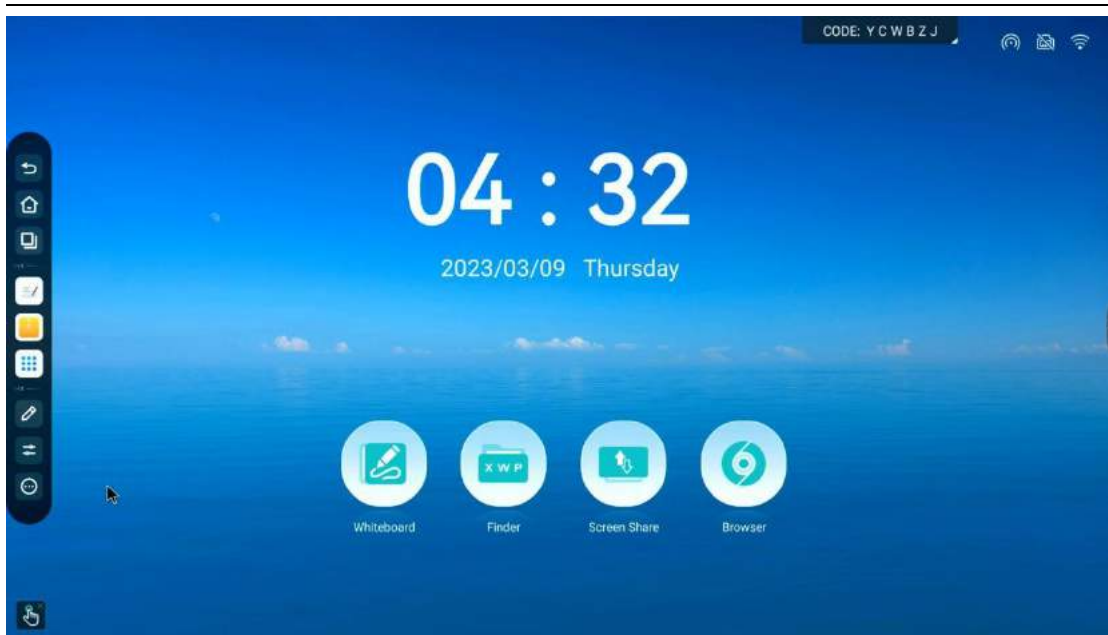 CODE: Y C W B Z J
04 : 32
2023/03/09 Thursday
X W P
Whiteboard Finder Screen Share Browser